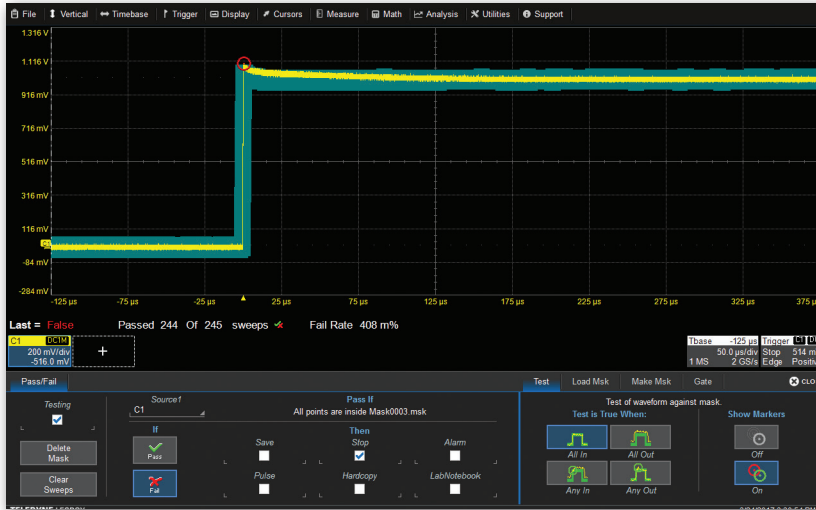 File Vertical Timebase Trigger Display Cursors Measure Math Analysis Utilities Support
1.316 V
1.116 V
916 mV
716 mV
516 mV
316 mV
116 mV
C1
-84 mV
-284 mV
-125 µs -75 µs -25 µs 25 µs 75 µs 125 µs 175 µs 225 µs 275 µs 325 µs 375 µs
Last = False Passed 244 Of 245 sweeps Fail Rate 408 m%
C1 DC1M
200 mV/div
-516.0 mV
+
Tbase -125 µs
50.0 µs/div
1 MS 2 GS/s
Trigger C1
Stop 514 m
Edge Positiv
Pass/Fail
Testing
Delete Mask
Clear Sweeps
Source1
C1
Pass If
All points are inside Mask0003.msk
If
Pass
Fail
Then
Save Stop Alarm
Pulse Hardcopy LabNotebook
Test Load Msk Make Msk Gate CLO
Test of waveform against mask.
Test is True When:
All In All Out
Any In Any Out
Show Markers
Off
On